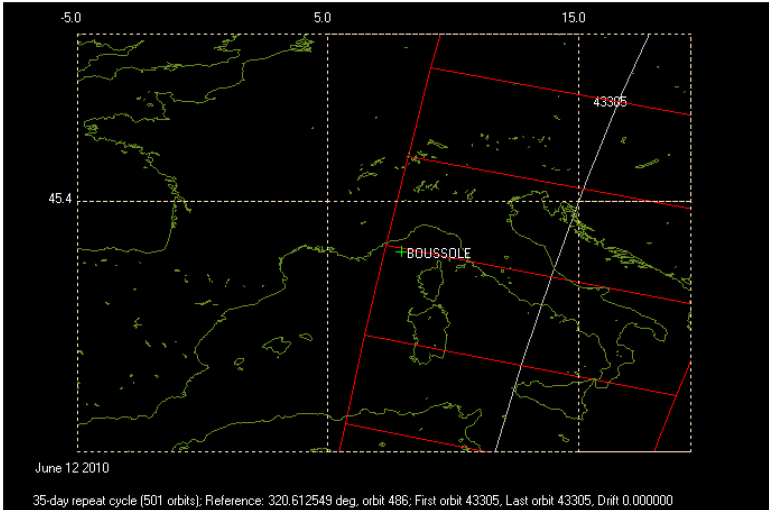 -5.0 5.0 15.0
43305
45.4
BOUSSOLE
June 12 2010
35-day repeat cycle (501 orbits); Reference: 320.612549 deg, orbit 486; First orbit 43305, Last orbit 43305, Drift 0.000000